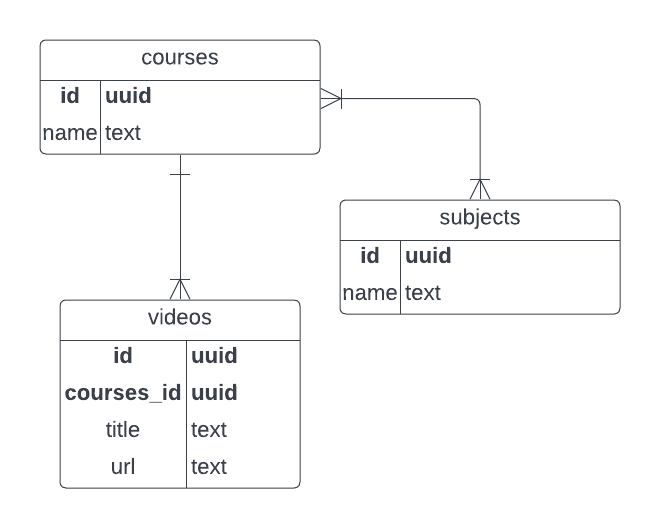 courses
id uuid
name text
subjects
id uuid
name text
videos
id uuid
courses_id uuid
title text
url text